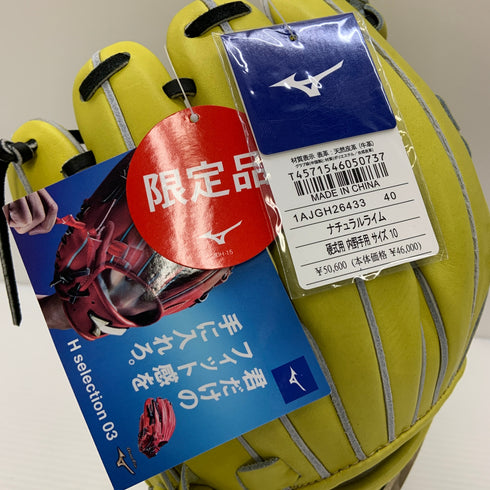 限定品
材質表示 表革：天然皮革（牛革）
T4571546050737
MADE IN CHINA
1AJGH26433 40
ナチュラルライム
硬式用 内野手用 サイズ 10
￥50,600 (本体価格 ￥46,000)
君だけの
フィット感を
手に入れろ。
H selection 03